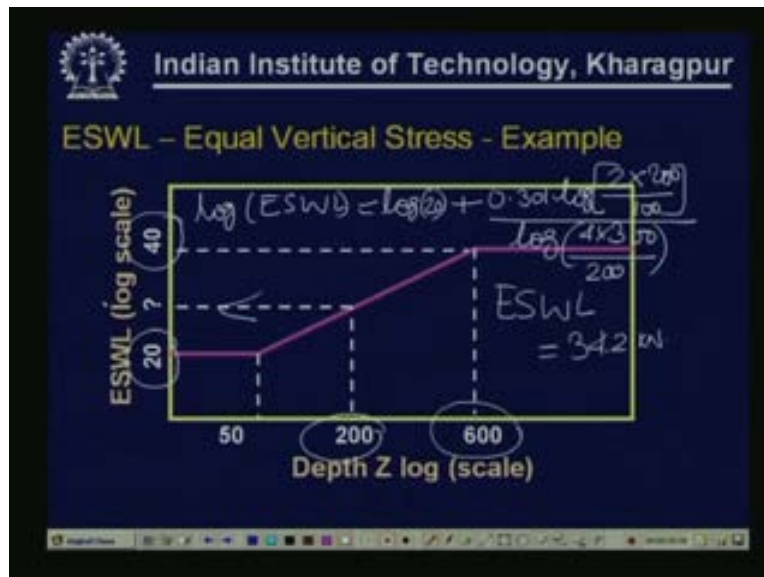 Indian Institute of Technology, Kharagpur
ESWL – Equal Vertical Stress - Example
log (ESWL) = log(20) + 0.301 log [2 x 200 / 100]
log (4 x 300 / 200)
ESWL
= 34.2 kN
ESWL (log scale)
40
?
20
50 200 600
Depth Z log (scale)